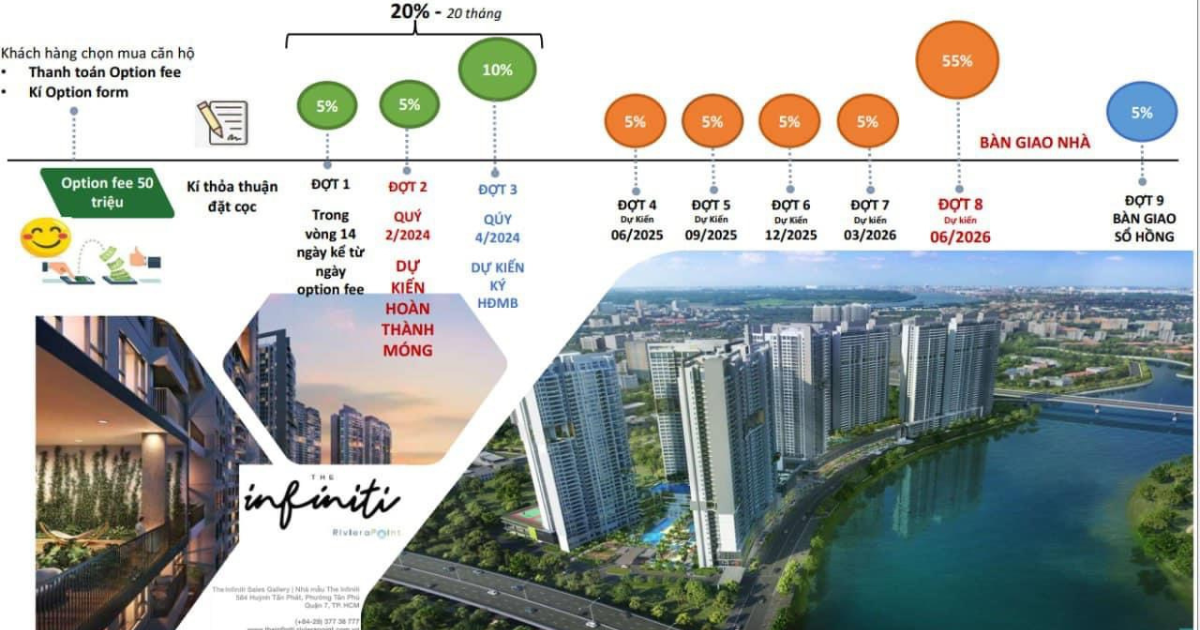 20% - 20 tháng
Khách hàng chọn mua căn hộ
• Thanh toán Option fee
• Kí Option form
5%
5%
10%
5%
5%
5%
5%
55%
5%
BÀN GIAO NHÀ
Option fee 50
triệu
Kí thỏa thuận
đặt cọc
ĐỢT 1
Trong
vòng 14
ngày kể từ
ngày
option fee
ĐỢT 2
QUÝ
2/2024
DỰ
KIẾN
HOÀN
THÀNH
MÓNG
ĐỢT 3
QÚY
4/2024
DỰ KIẾN
KÝ
HĐMB
ĐỢT 4
Dự Kiến
06/2025
ĐỢT 5
Dự Kiến
09/2025
ĐỢT 6
Dự Kiến
12/2025
ĐỢT 7
Dự kiến
03/2026
ĐỢT 8
Dự kiến
06/2026
ĐỢT 9
BÀN GIAO
SỔ HỒNG
THE
infiniti
RivieraPoint
The Infiniti Sales Gallery | Nhà mẫu The Infiniti
584 Huỳnh Tấn Phát, Phường Tân Phú
Quận 7, TP. HCM
(+84-28) 377 38 777